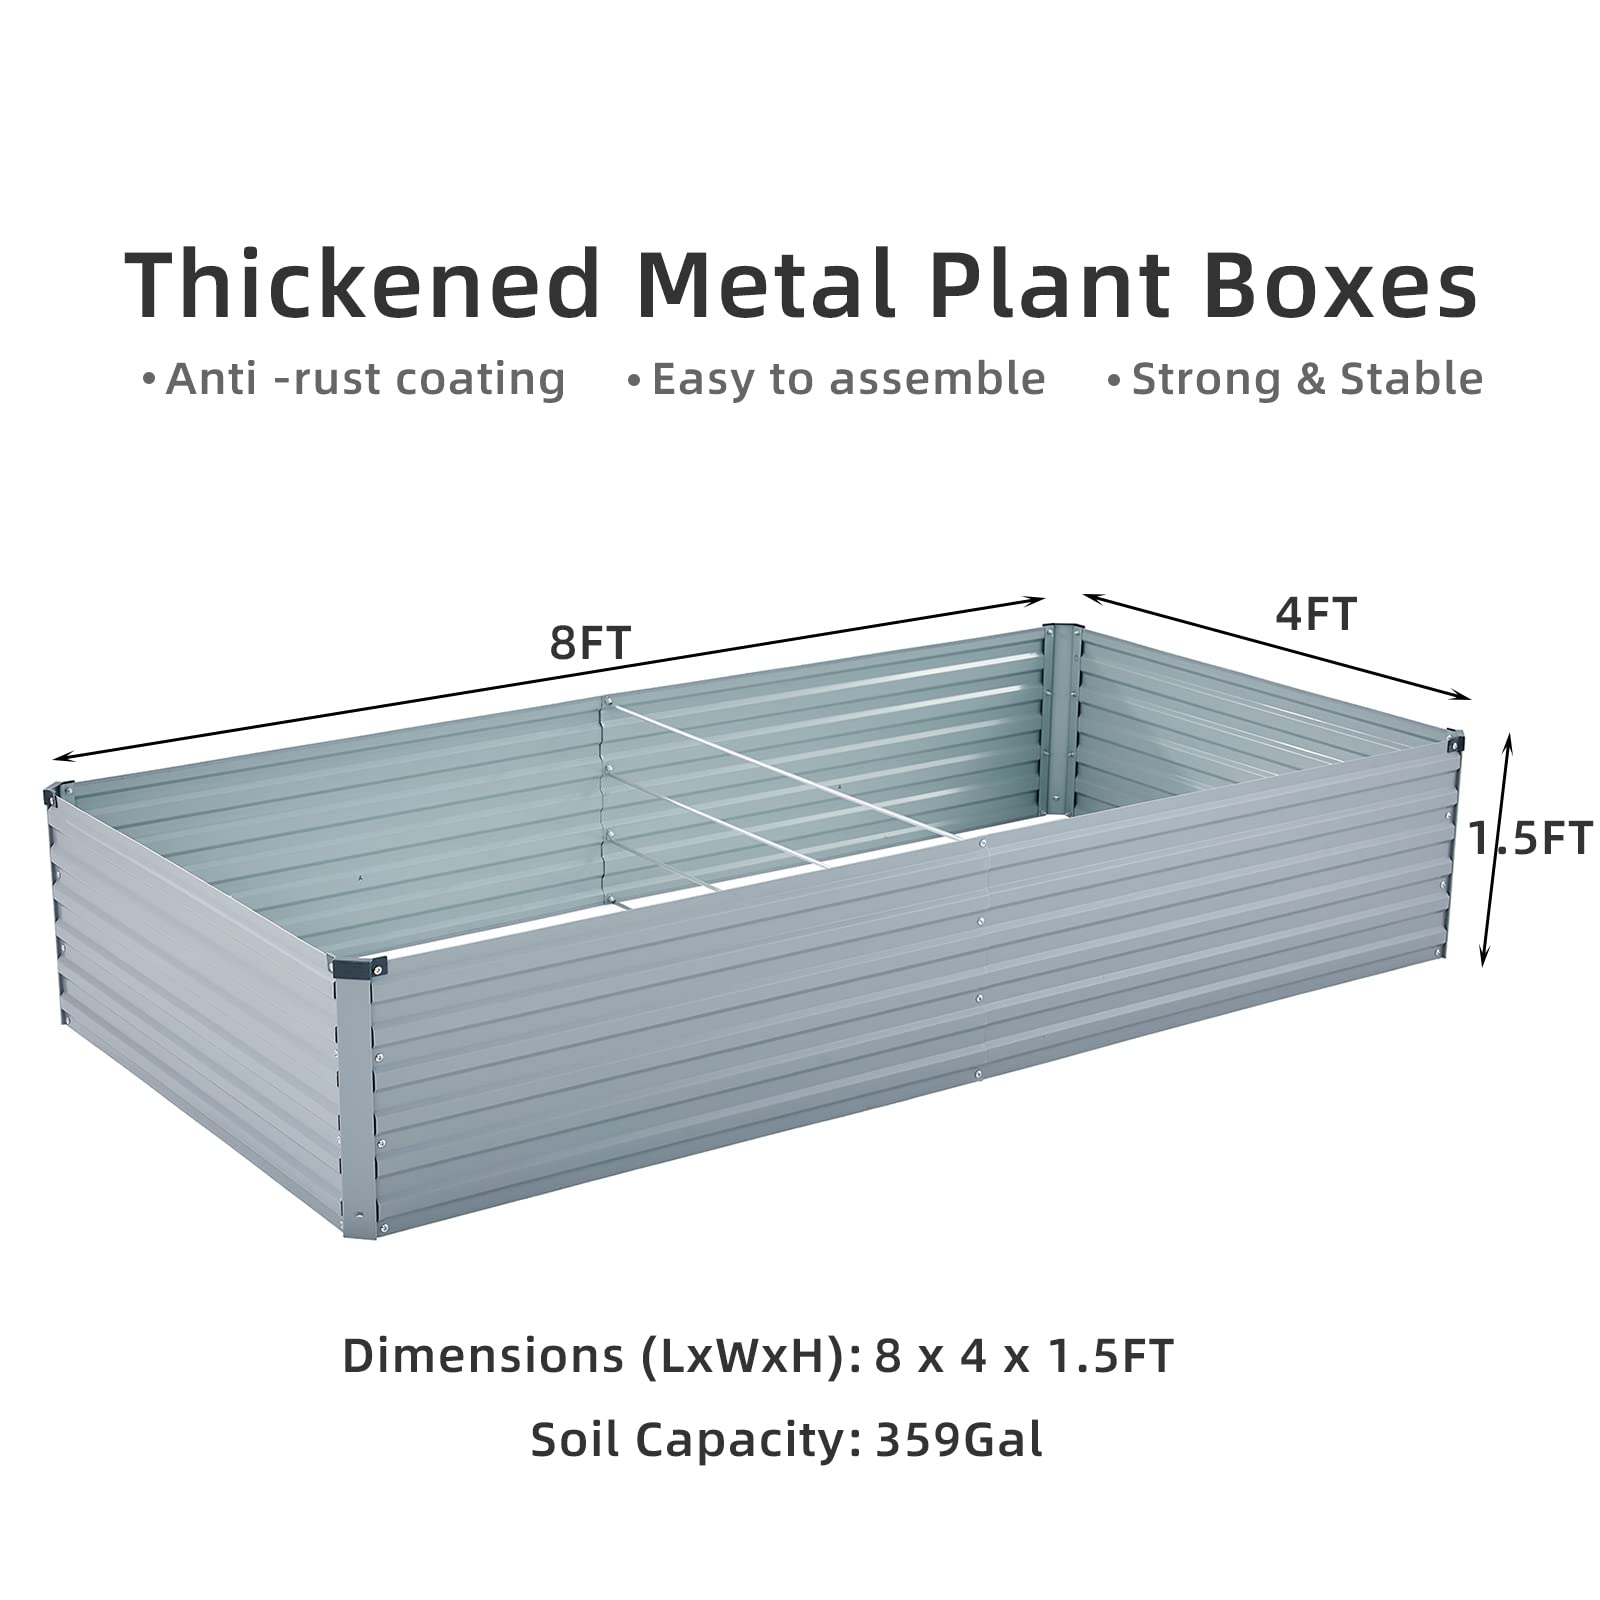 Thickened Metal Plant Boxes
•Anti -rust coating •Easy to assemble •Strong & Stable
8FT
4FT
1.5FT
Dimensions (LxWxH): 8 x 4 x 1.5FT
Soil Capacity: 359Gal